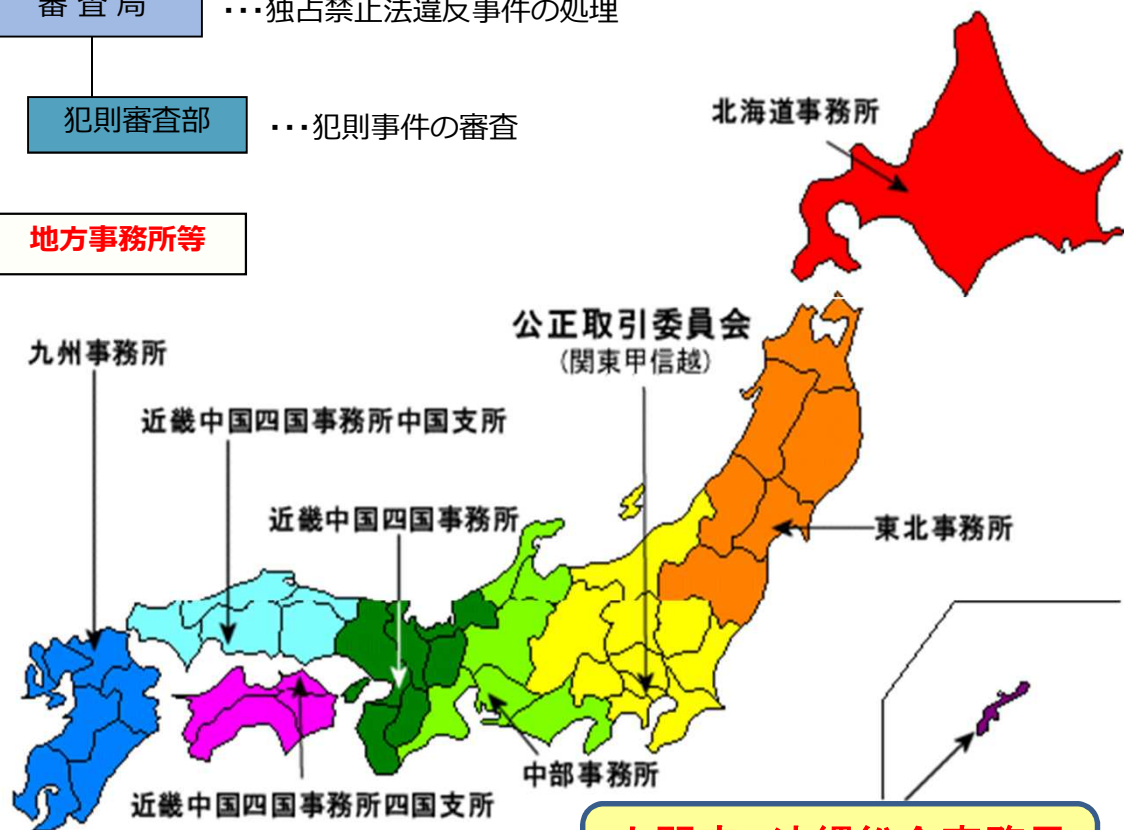 審査局
･･･独占禁止法違反事件の処理
犯則審査部
･･･犯則事件の審査
地方事務所等
北海道事務所
公正取引委員会
(関東甲信越)
九州事務所
近畿中国四国事務所中国支所
近畿中国四国事務所
東北事務所
中部事務所
近畿中国四国事務所四国支所